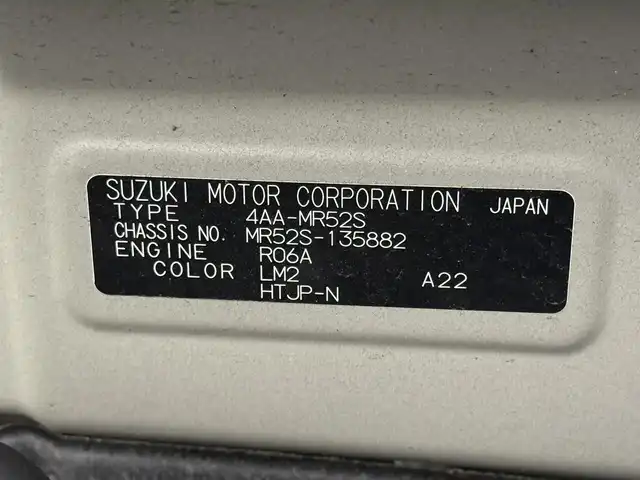 SUZUKI MOTOR CORPORATION JAPAN
TYPE 4AA-MR52S
CHASSIS NO. MR52S-135882
ENGINE R06A
COLOR LM2 A22
HTJP-N